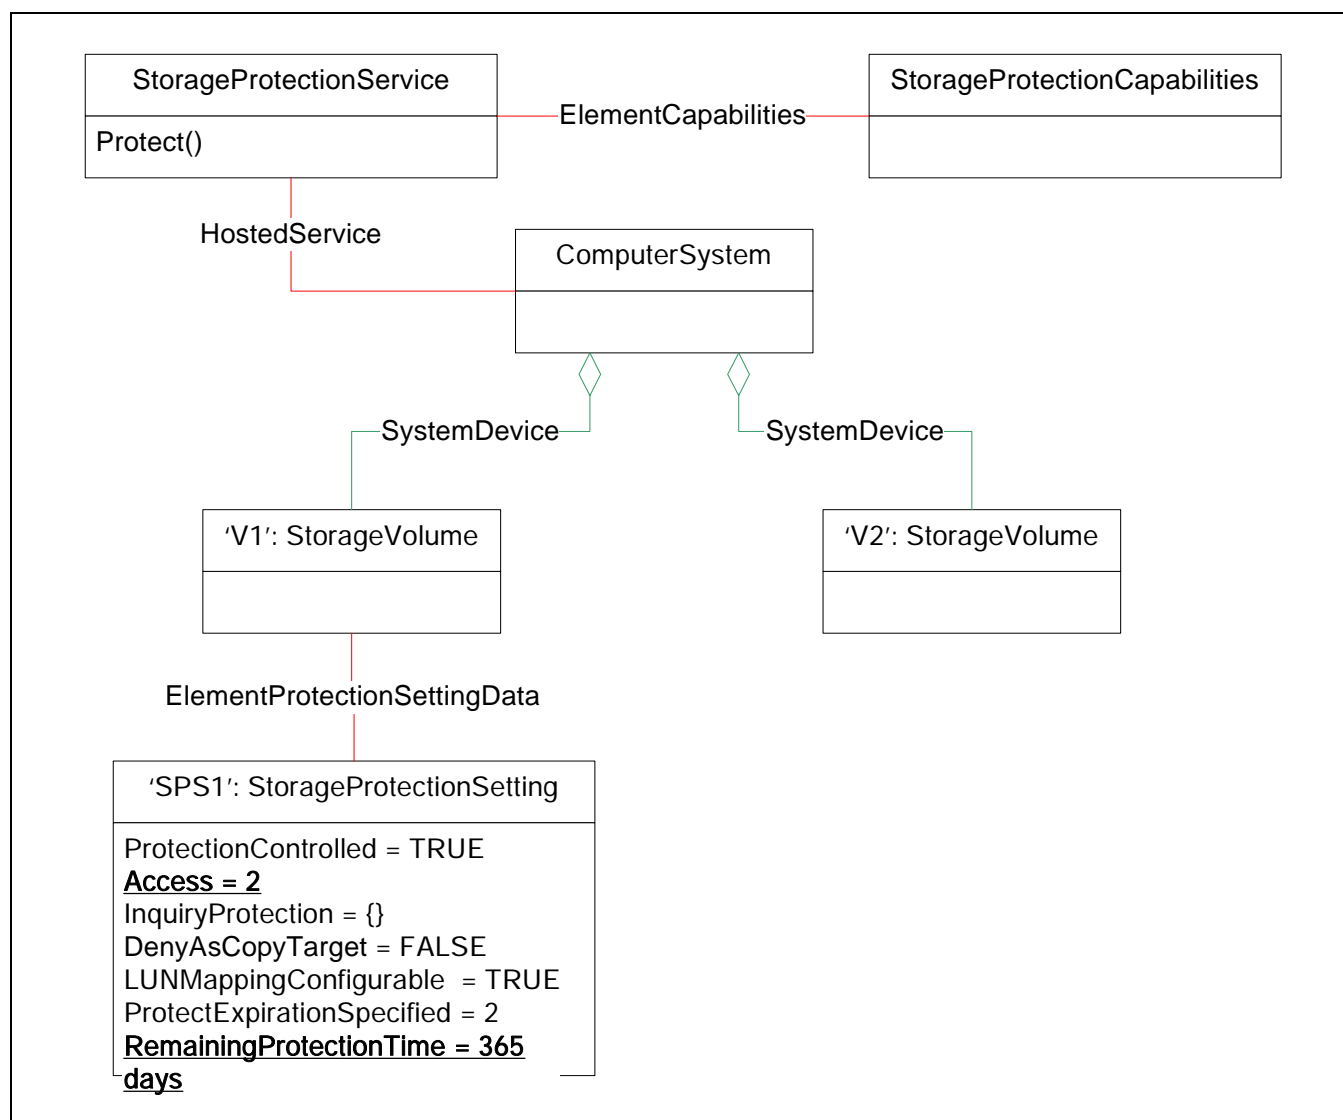 StorageProtectionService
StorageProtectionCapabilities
ElementCapabilities
Protect()
HostedService
ComputerSystem
SystemDevice
SystemDevice
‘V1’: StorageVolume
‘V2’: StorageVolume
ElementProtectionSettingData
‘SPS1’: StorageProtectionSetting
ProtectionControlled = TRUE
Access = 2
InquiryProtection = {}
DenyAsCopyTarget = FALSE
LUNMappingConfigurable = TRUE
ProtectExpirationSpecified = 2
RemainingProtectionTime = 365
days